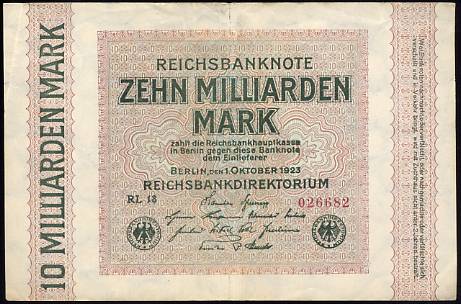 10 MILLIARDEN MARK
REICHSBANKNOTE
ZEHN MILLIARDEN
MARK
zahlt die Reichsbankhauptkasse
in Berlin gegen diese Banknote
dem Einlieferer
BERLIN, DEN 1. OKTOBER 1923
REICHSBANKDIREKTORIUM
RL 18 026682